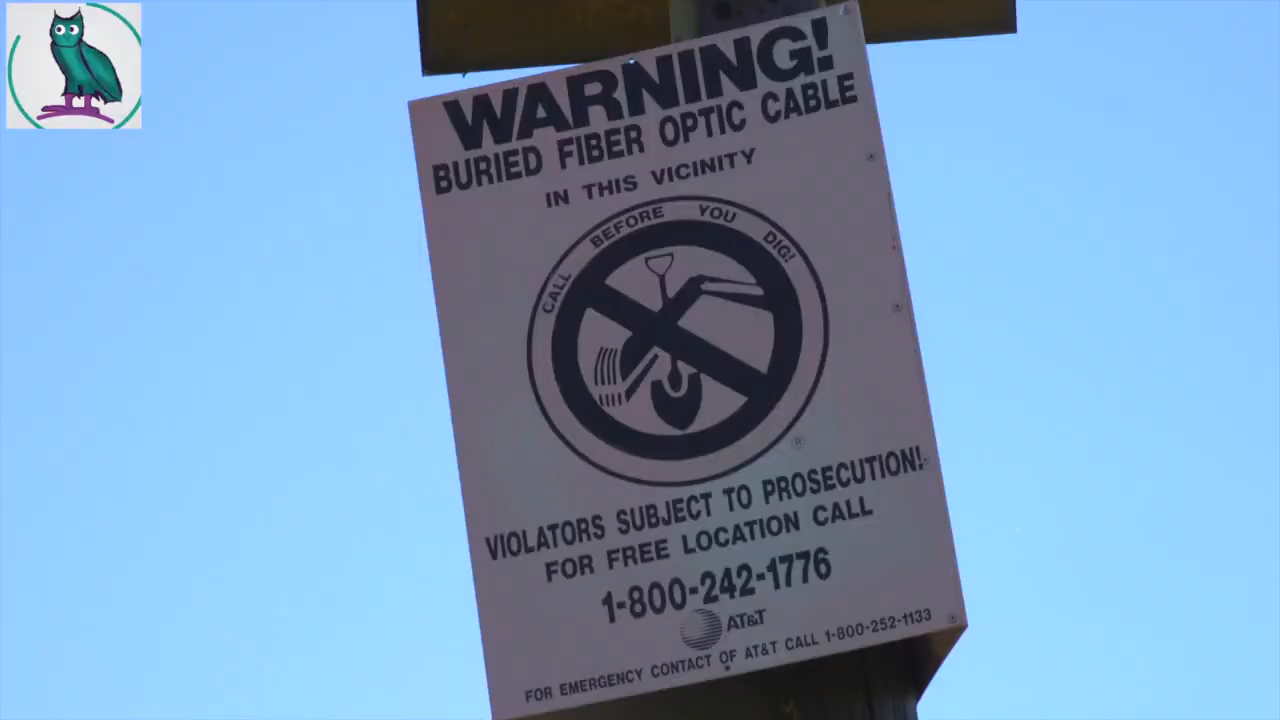 WARNING!
BURIED FIBER OPTIC CABLE
IN THIS VICINITY
CALL BEFORE YOU DIG!
®
VIOLATORS SUBJECT TO PROSECUTION!
FOR FREE LOCATION CALL
1-800-242-1776
AT&T
FOR EMERGENCY CONTACT OF AT&T CALL 1-800-252-1133